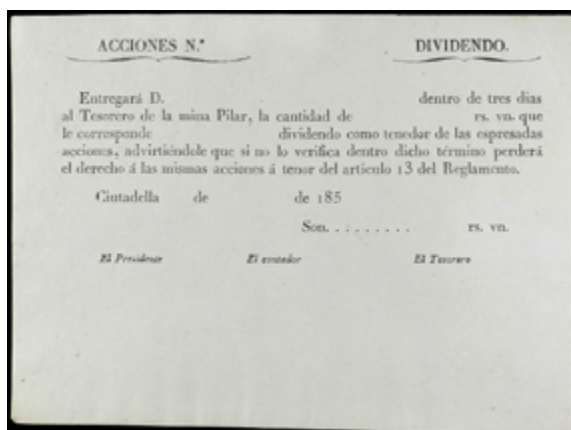 ACCIONES N.° DIVIDENDO.
Entregará D. dentro de tres dias
al Tesorero de la mina Pilar, la cantidad de rs. vn. que
le corresponde dividendo como tenedor de las espresadas
acciones, advirtiéndole que si no lo verifica dentro dicho término perderá
el derecho á las mismas acciones á tenor del artículo 13 del Reglamento.
Ciutadella de de 185
Son. . . . . . . . . rs. vn.
El Presidente El contador El Tesorero